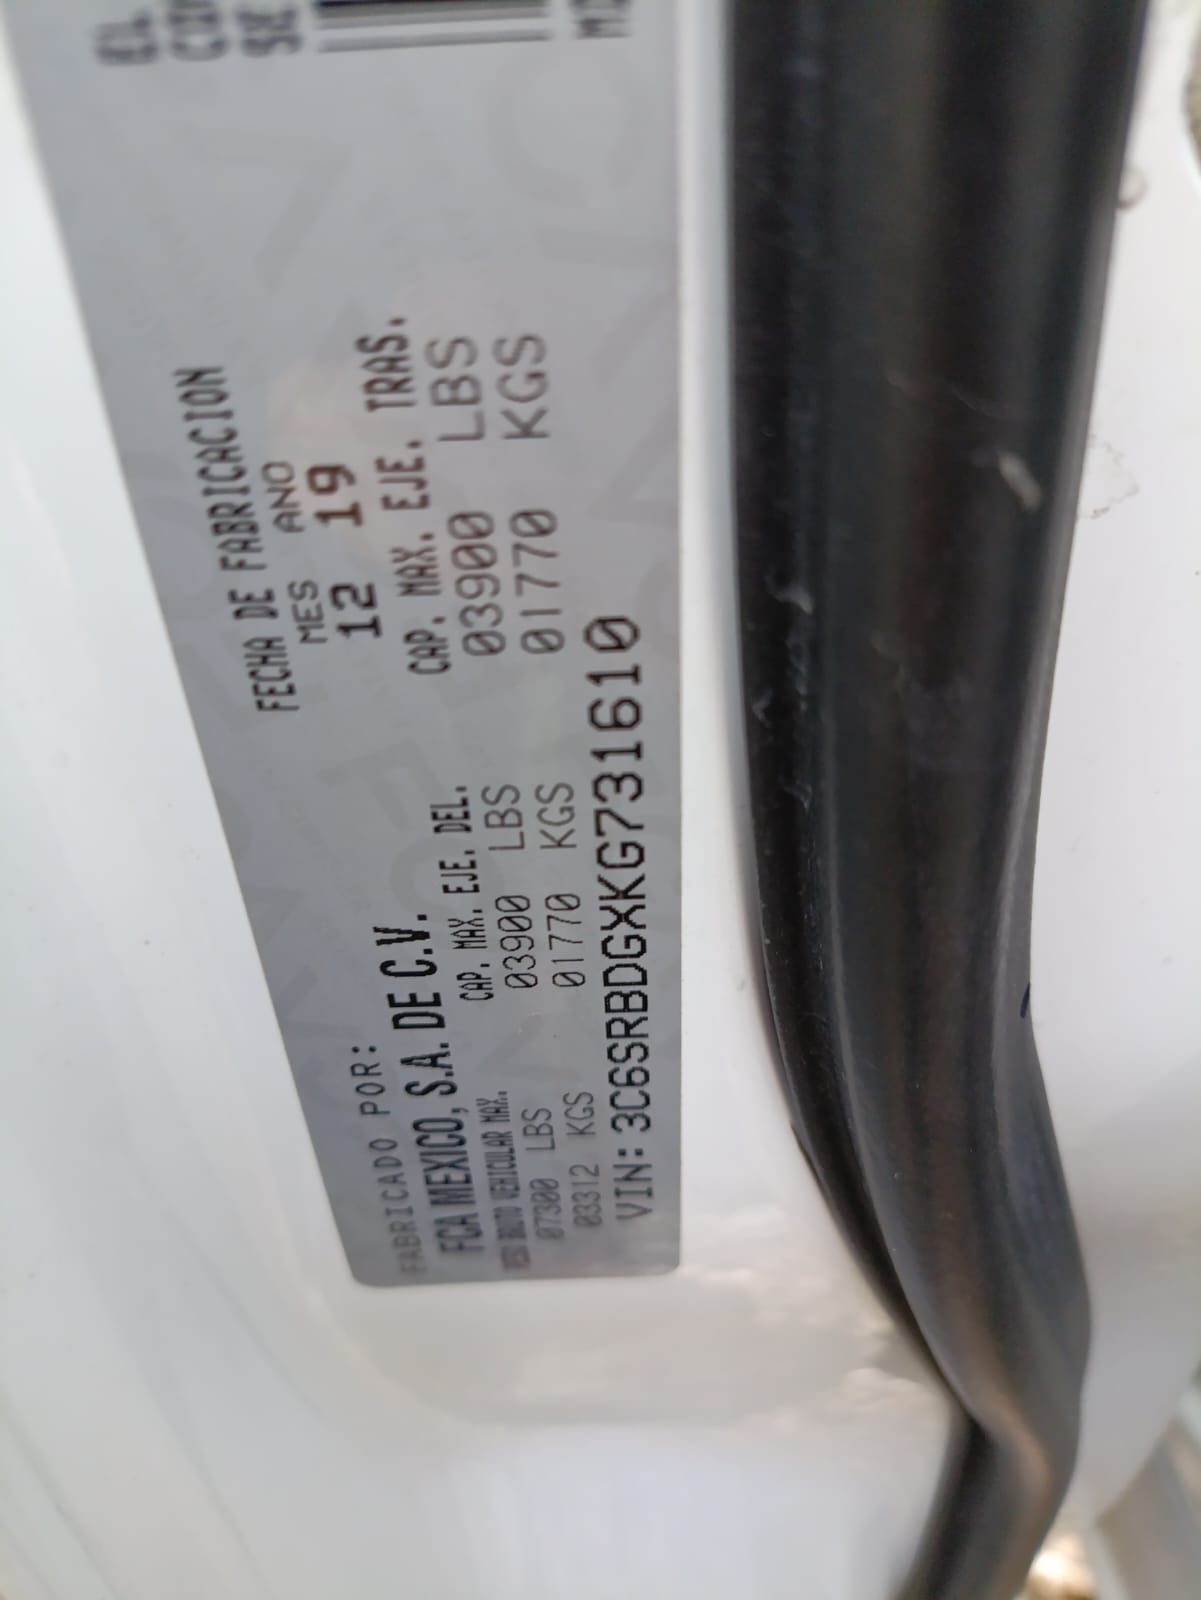 FABRICADO POR:
FECHA DE FABRICACION
MES ANO
12 19
FCA MEXICO, S.A. DE C.V.
PESO BRUTO VEHICULAR MAX. CAP. MAX. EJE. DEL. CAP. MAX. EJE. TRAS.
07300 LBS 03900 LBS 03900 LBS
03312 KGS 01770 KGS 01770 KGS
VIN: 3C6SRBDGXKG731610
EL
SE